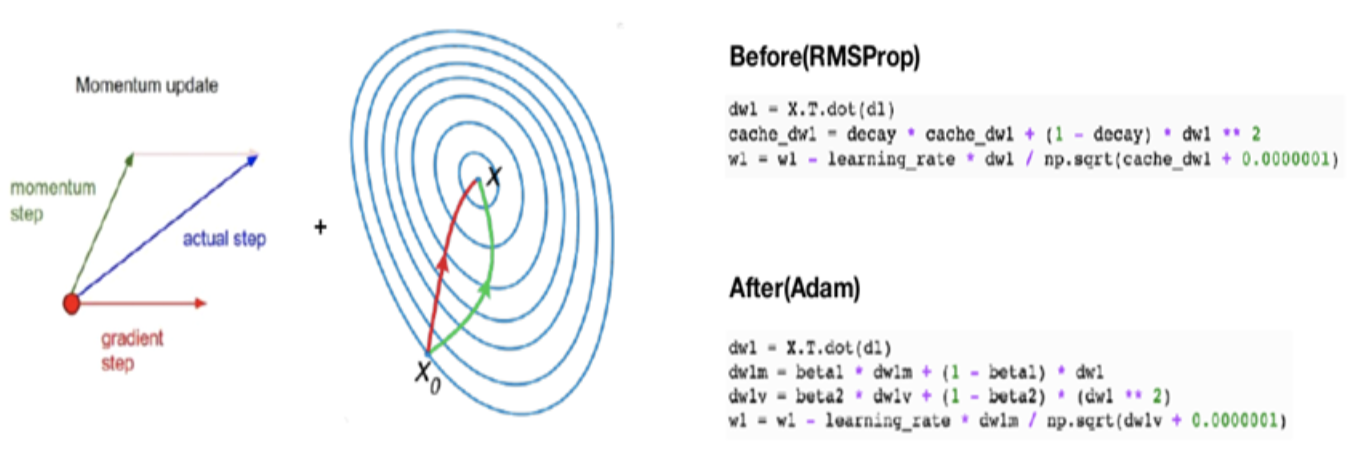 Momentum update
momentum
step
actual step
gradient
step
+
X
X0
Before(RMSProp)
dw1 = X.T.dot(d1)
cache_dw1 = decay * cache_dw1 + (1 - decay) * dw1 ** 2
w1 = w1 - learning_rate * dw1 / np.sqrt(cache_dw1 + 0.0000001)
After(Adam)
dw1 = X.T.dot(d1)
dw1m = beta1 * dw1m + (1 - beta1) * dw1
dw1v = beta2 * dw1v + (1 - beta2) * (dw1 ** 2)
w1 = w1 - learning_rate * dw1m / np.sqrt(dw1v + 0.0000001)